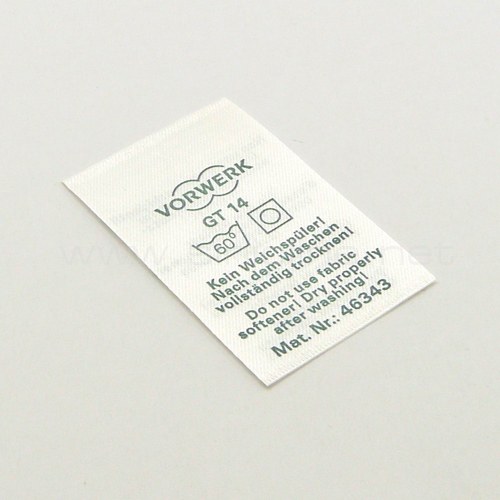 VORWERK
GT 14
60°
Kein Weichspüler!
Nach dem Waschen
vollständig trocknen!
Do not use fabric
softener! Dry properly
after washing!
Mat. Nr.: 46343